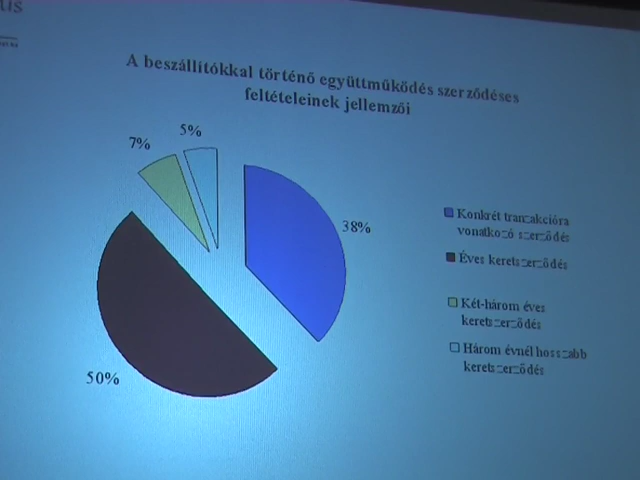 A beszállítókkal történő együttműködés szerződéses
feltételeinek jellemzői
5%
7%
38%
50%
Konkrét tranzakcióra
vonatkozó szerződés
Éves keretszerződés
Két-három éves
keretszerződés
Három évnél hosszabb
keretszerződés